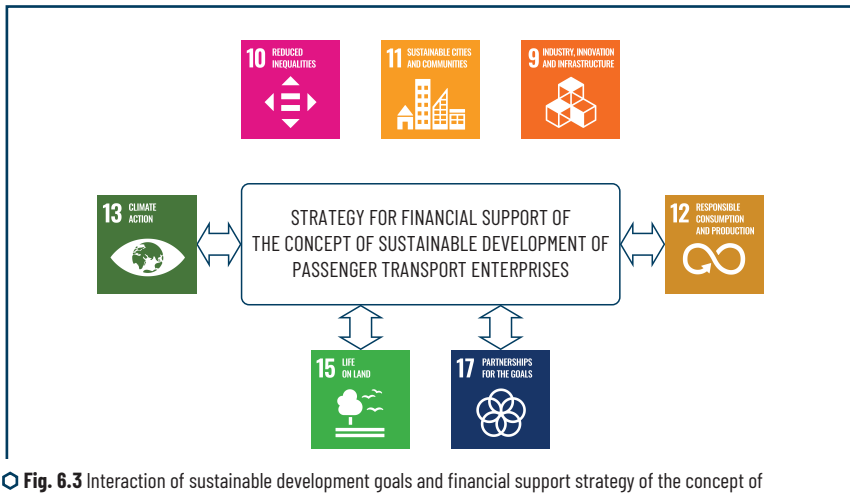 10 REDUCED
INEQUALITIES
11 SUSTAINABLE CITIES
AND COMMUNITIES
9 INDUSTRY, INNOVATION
AND INFRASTRUCTURE
13 CLIMATE
ACTION
STRATEGY FOR FINANCIAL SUPPORT OF
THE CONCEPT OF SUSTAINABLE DEVELOPMENT OF
PASSENGER TRANSPORT ENTERPRISES
12 RESPONSIBLE
CONSUMPTION
AND PRODUCTION
15 LIFE
ON LAND
17 PARTNERSHIPS
FOR THE GOALS
Fig. 6.3 Interaction of sustainable development goals and financial support strategy of the concept of